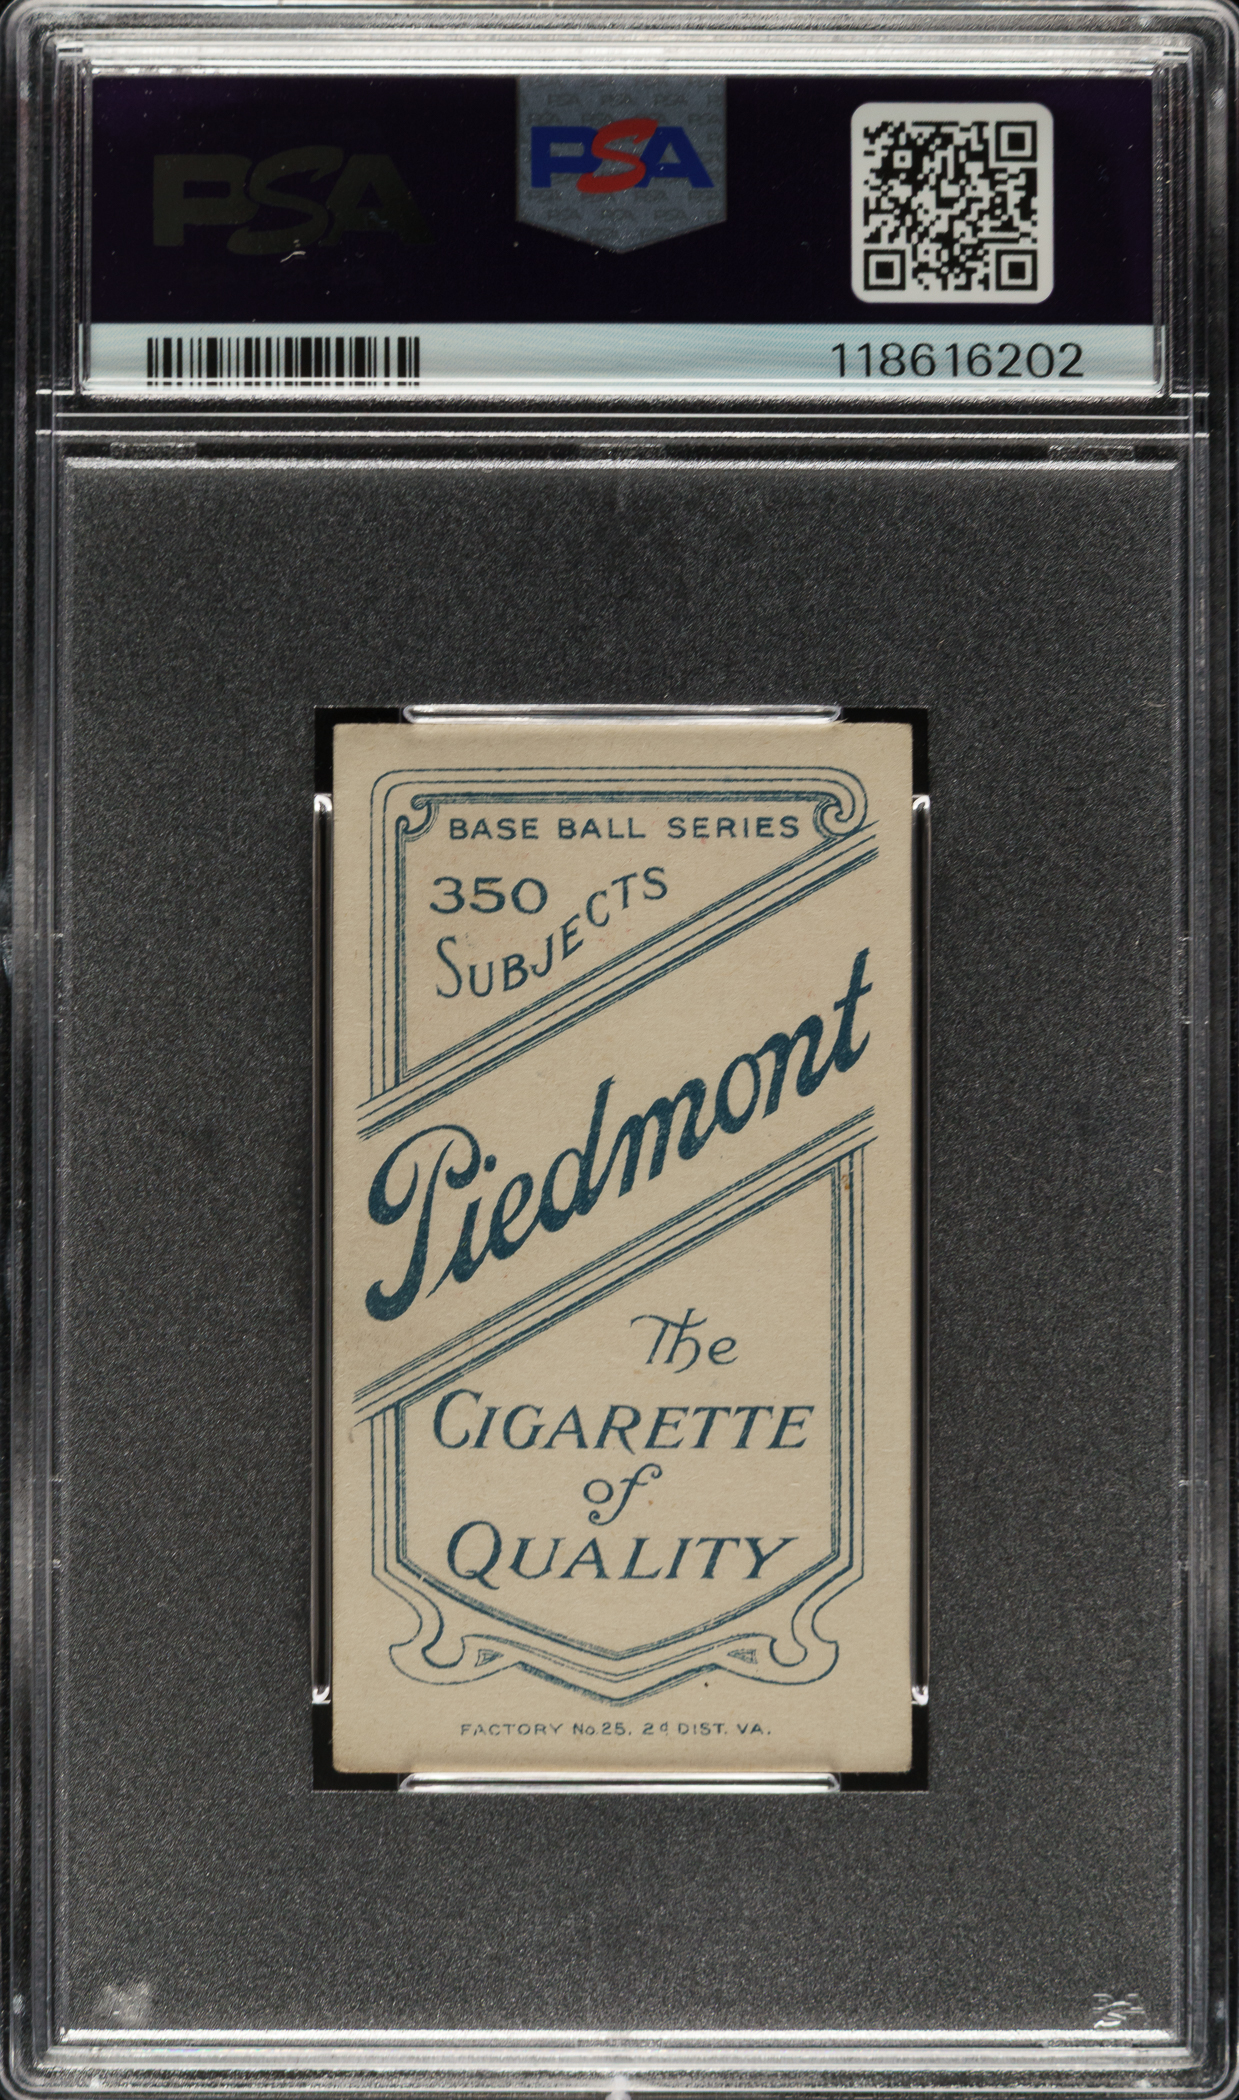 PSA
PSA
118616202
BASE BALL SERIES
350
SUBJECTS
Piedmont
The
CIGARETTE
of
QUALITY
FACTORY No. 25. 2d DIST. VA.